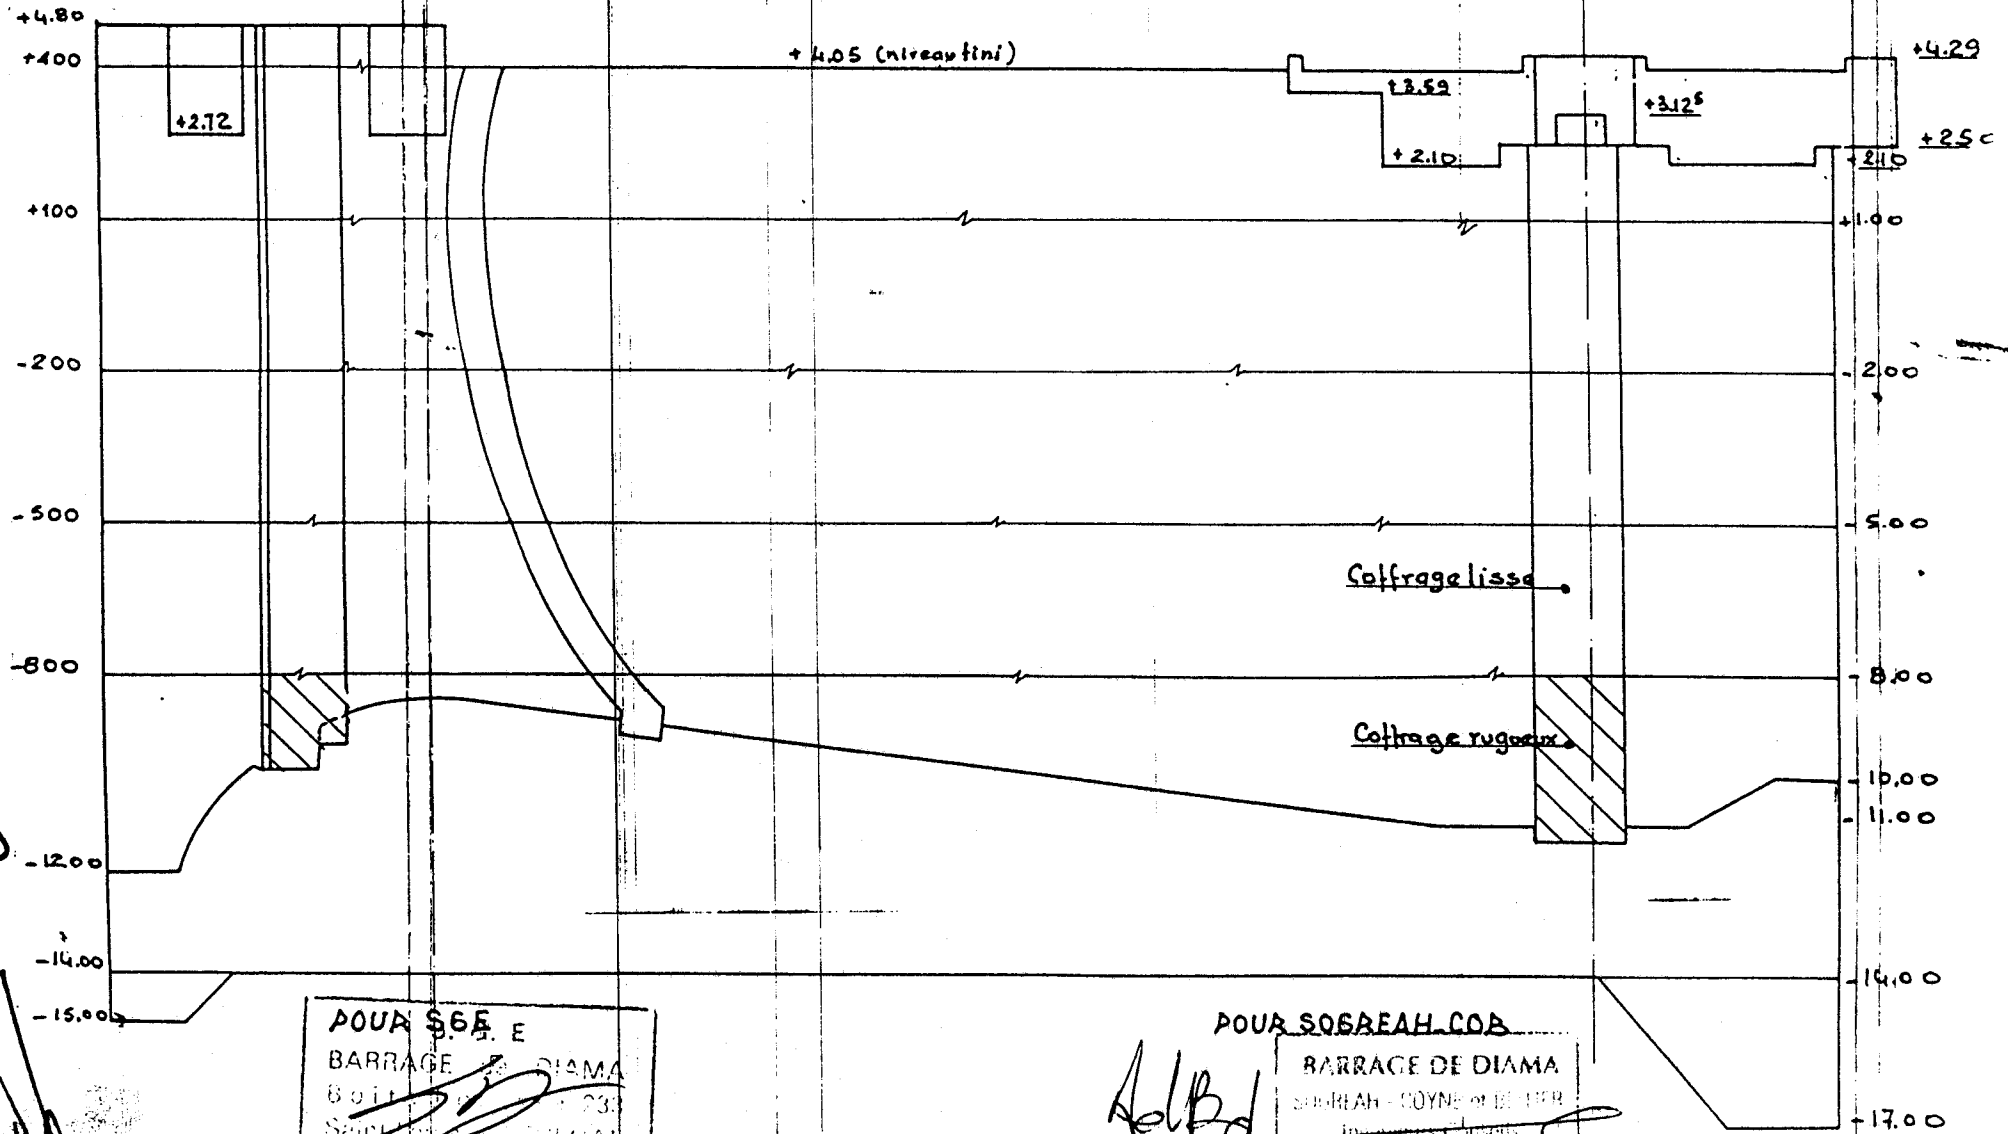 +4.80
+400
+ 4.05 (niveau fini)
+4.29
+3.59
+3.12⁵
+2.72
+ 2.10
+2.10
+100
+1.00
-200
- 2.00
-500
- 5.00
Coffrage lisse
-800
- 8.00
Coffrage rugueux
- 10.00
- 11.00
-12.00
-14.00
-14.00
-15.00
-17.00
POUR SGE
BARRAGE DIAMA
POUR SOGREAH-COB
BARRAGE DE DIAMA
SOGREAH - COYNE et BELLIER